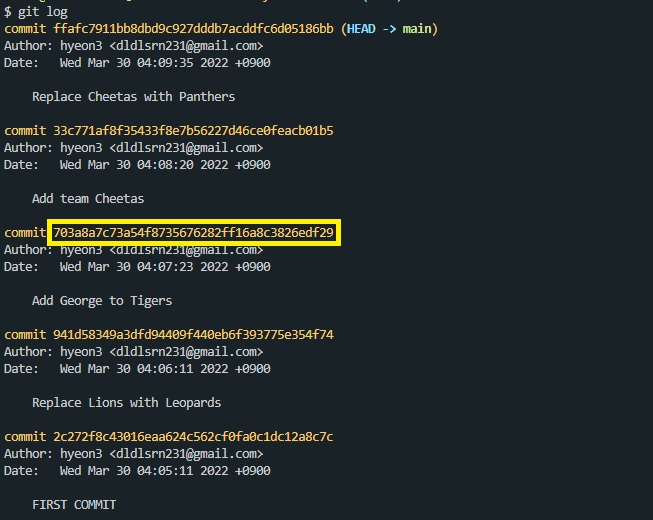 $ git log
commit ffafc7911bb8dbd9c927dddb7acddfc6d05186bb (HEAD -> main)
Author: hyeon3 <dldlsrn231@gmail.com>
Date:   Wed Mar 30 04:09:35 2022 +0900
Replace Cheetas with Panthers
commit 33c771af8f35433f8e7b56227d46ce0feacb01b5
Author: hyeon3 <dldlsrn231@gmail.com>
Date:   Wed Mar 30 04:08:20 2022 +0900
Add team Cheetas
commit 703a8a7c73a54f8735676282ff16a8c3826edf29
Author: hyeon3 <dldlsrn231@gmail.com>
Date:   Wed Mar 30 04:07:23 2022 +0900
Add George to Tigers
commit 941d58349a3dfd94409f440eb6f393775e354f74
Author: hyeon3 <dldlsrn231@gmail.com>
Date:   Wed Mar 30 04:06:11 2022 +0900
Replace Lions with Leopards
commit 2c272f8c43016eaa624c562cf0fa0c1dc12a8c7c
Author: hyeon3 <dldlsrn231@gmail.com>
Date:   Wed Mar 30 04:05:11 2022 +0900
FIRST COMMIT